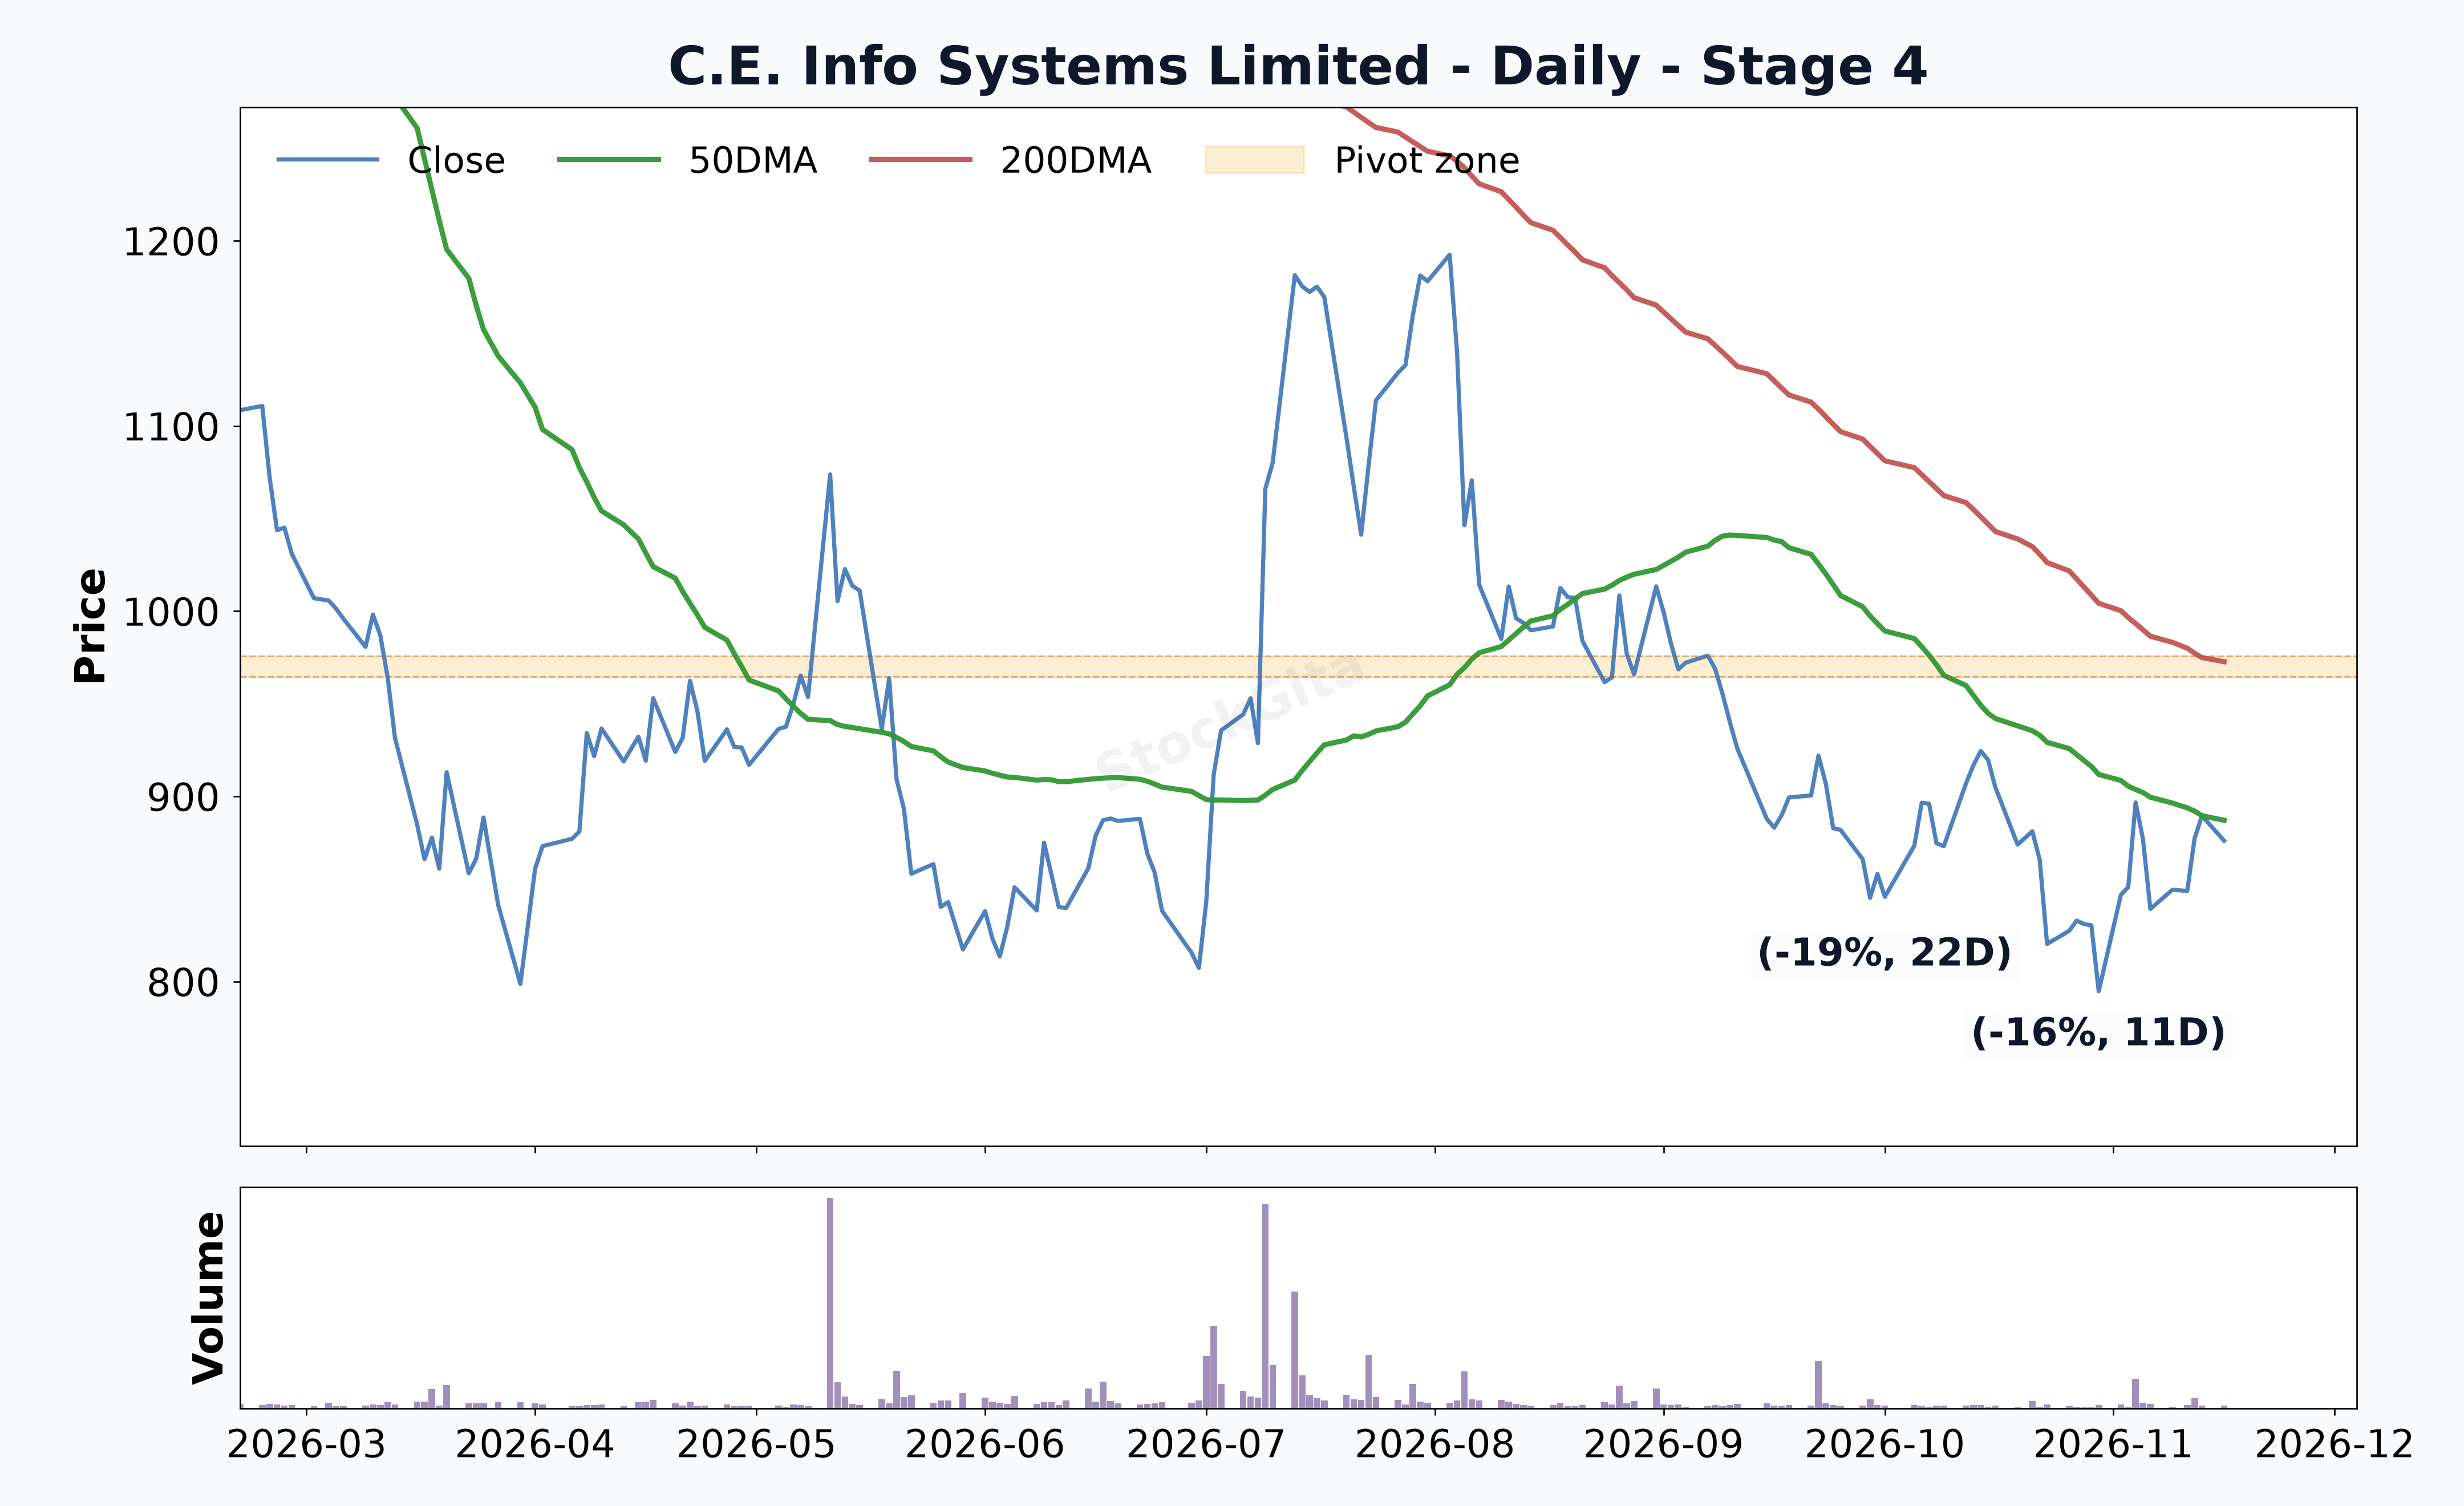 C.E. Info Systems Limited - Daily - Stage 4
Close 50DMA 200DMA Pivot zone
Price
1200
1100
1000
900
800
StockGita
(-19%, 22D)
(-16%, 11D)
Volume
2026-03 2026-04 2026-05 2026-06 2026-07 2026-08 2026-09 2026-10 2026-11 2026-12